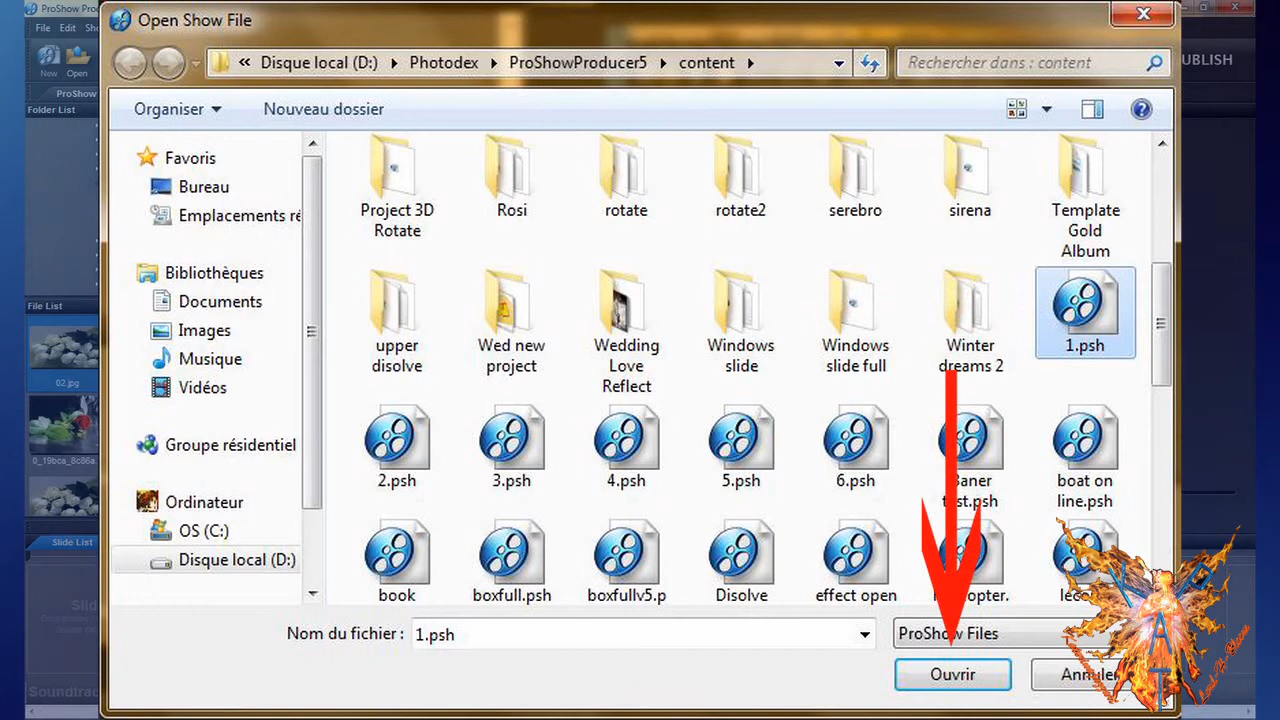 ProShow Proc
Open Show File
File Edit Sho
New Open
UBLISH
« Disque local (D:) Photodex ProShowProducer5 content
Rechercher dans : content
ProShow
Organiser Nouveau dossier
Folder List
Favoris
Bureau
Emplacements ré
Bibliothèques
Documents
Images
Musique
Vidéos
Groupe résidentiel
Ordinateur
OS (C:)
Disque local (D:)
Project 3D Rosi rotate rotate2 serebro sirena Template
Rotate Gold
Album
upper Wed new Wedding Windows Windows Winter 1.psh
disolve project Love slide slide full dreams 2
Reflect
2.psh 3.psh 4.psh 5.psh 6.psh Baner boat on
test.psh line.psh
book boxfull.psh boxfullv5.p Disolve effect open
File List
02.jpg
0_19bca_8c86a.
Slide List
Slid
Soundtrac
Nom du fichier : 1.psh
ProShow Files
Ouvrir Annuler